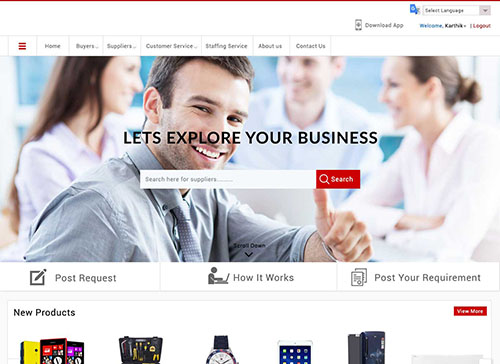 Select Language
Download App
Welcome, Karthik | Logout
Home Buyers Suppliers Customer Service Staffing Service About us Contact Us
LETS EXPLORE YOUR BUSINESS
Search here for suppliers..........
Search
Scroll Down
Post Request How It Works Post Your Requirement
New Products View More